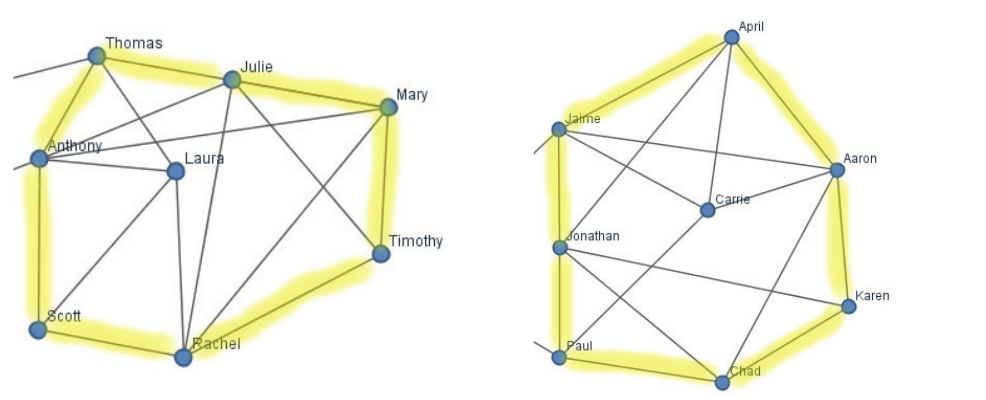 Thomas
Julie
Mary
Anthony
Laura
Timothy
Scott
Rachel
April
Jaime
Aaron
Carrie
Jonathan
Karen
Paul
Chad